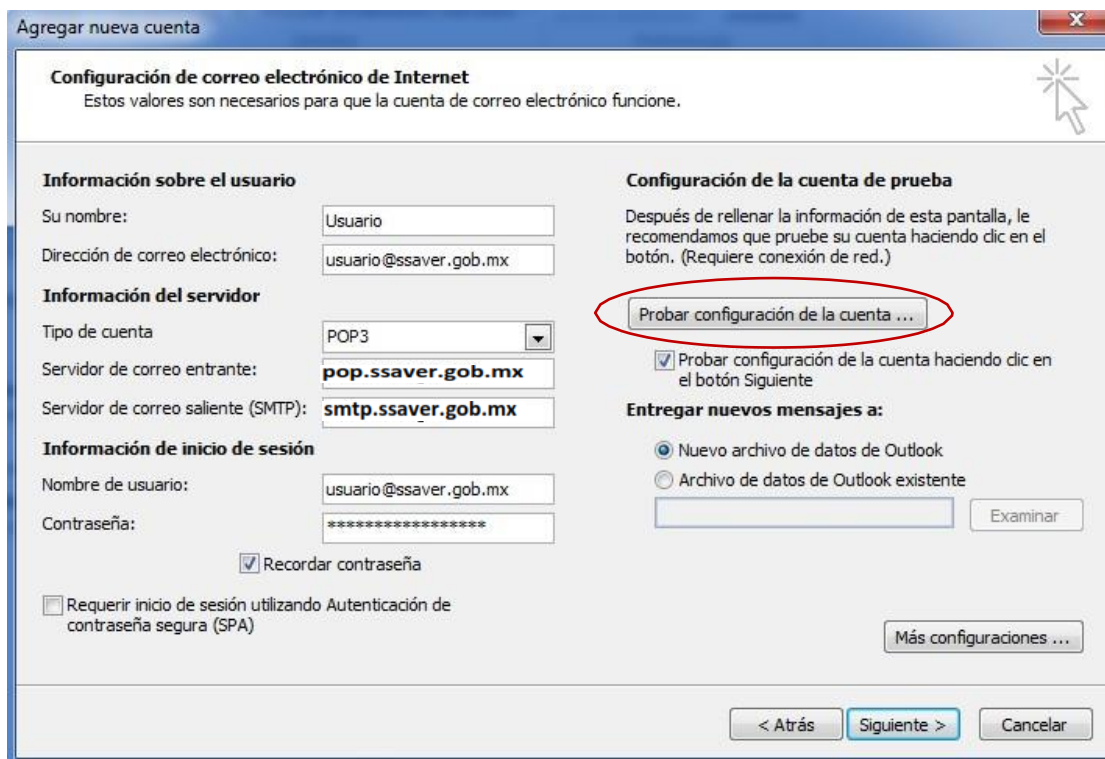 Agregar nueva cuenta
Configuración de correo electrónico de Internet
Estos valores son necesarios para que la cuenta de correo electrónico funcione.
Información sobre el usuario
Su nombre:
Usuario
Dirección de correo electrónico:
usuario@ssaver.gob.mx
Información del servidor
Tipo de cuenta
POP3
Servidor de correo entrante:
pop.ssaver.gob.mx
Servidor de correo saliente (SMTP):
smtp.ssaver.gob.mx
Información de inicio de sesión
Nombre de usuario:
usuario@ssaver.gob.mx
Contraseña:
*****************
Recordar contraseña
Requerir inicio de sesión utilizando Autenticación de
contraseña segura (SPA)
Configuración de la cuenta de prueba
Después de rellenar la información de esta pantalla, le
recomendamos que pruebe su cuenta haciendo clic en el
botón. (Requiere conexión de red.)
Probar configuración de la cuenta ...
Probar configuración de la cuenta haciendo clic en
el botón Siguiente
Entregar nuevos mensajes a:
Nuevo archivo de datos de Outlook
Archivo de datos de Outlook existente
Examinar
Más configuraciones ...
< Atrás
Siguiente >
Cancelar